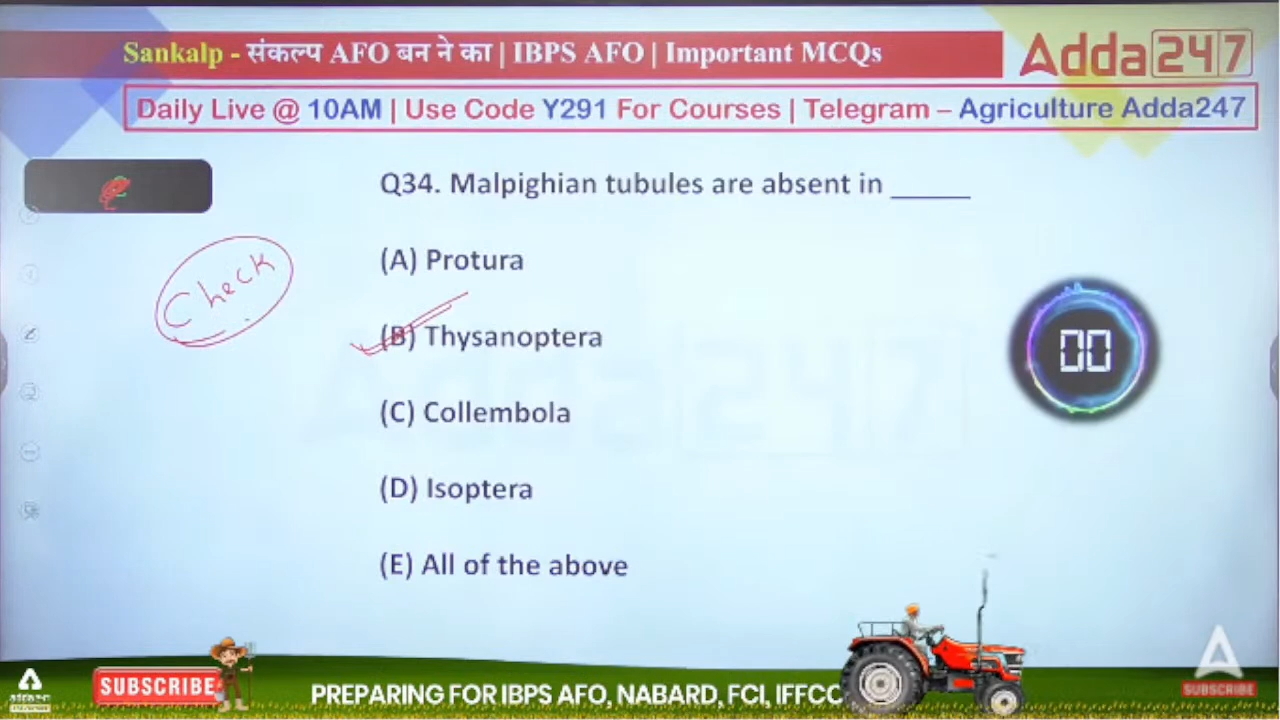 Sankalp - संकल्प AFO बन ने का | IBPS AFO | Important MCQs
Adda247
Daily Live @ 10AM | Use Code Y291 For Courses | Telegram – Agriculture Adda247
Q34. Malpighian tubules are absent in _____
(A) Protura
Check
(B) Thysanoptera
00
(C) Collembola
(D) Isoptera
(E) All of the above
SUBSCRIBE
PREPARING FOR IBPS AFO, NABARD, FCI, IFFCO
SUBSCRIBE